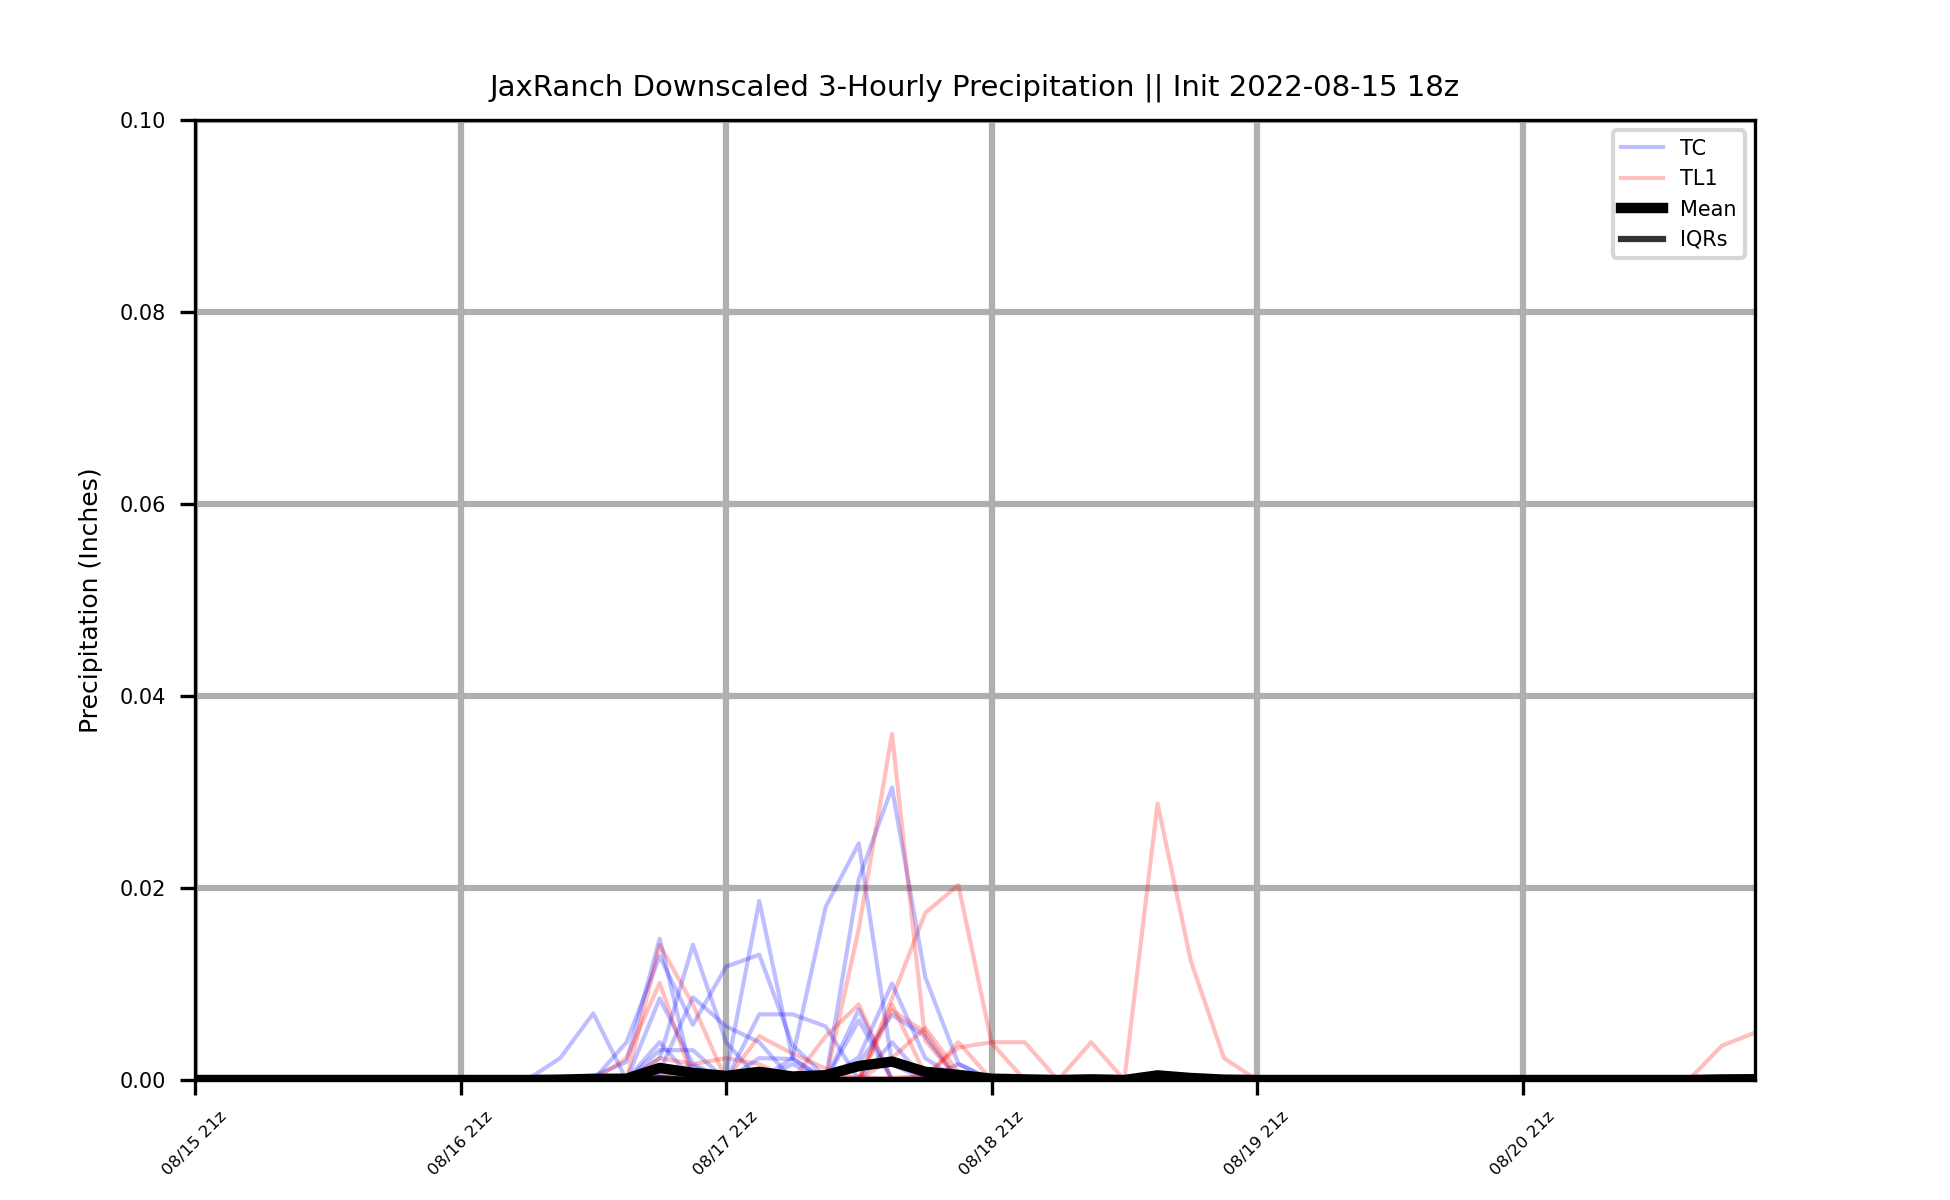 JaxRanch Downscaled 3-Hourly Precipitation || Init 2022-08-15 18z
0.10
0.08
0.06
0.04
0.02
0.00
Precipitation (Inches)
TC
TL1
Mean
IQRs
08/15 21z
08/16 21z
08/17 21z
08/18 21z
08/19 21z
08/20 21z